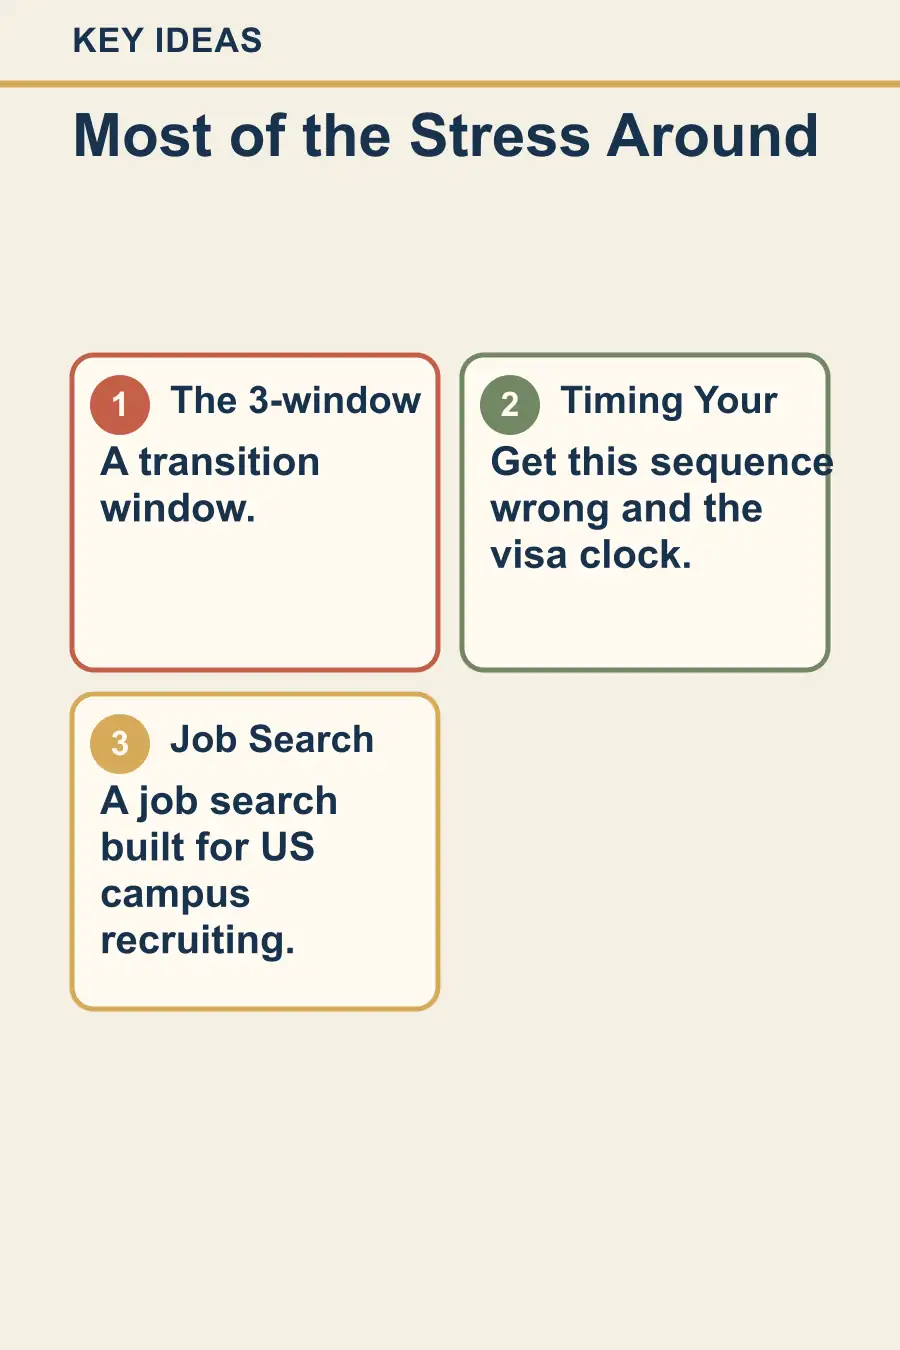 KEY IDEAS
Most of the Stress Around
1
The 3-window
A transition
window.
2
Timing Your
Get this sequence
wrong and the
visa clock.
3
Job Search
A job search
built for US
campus
recruiting.